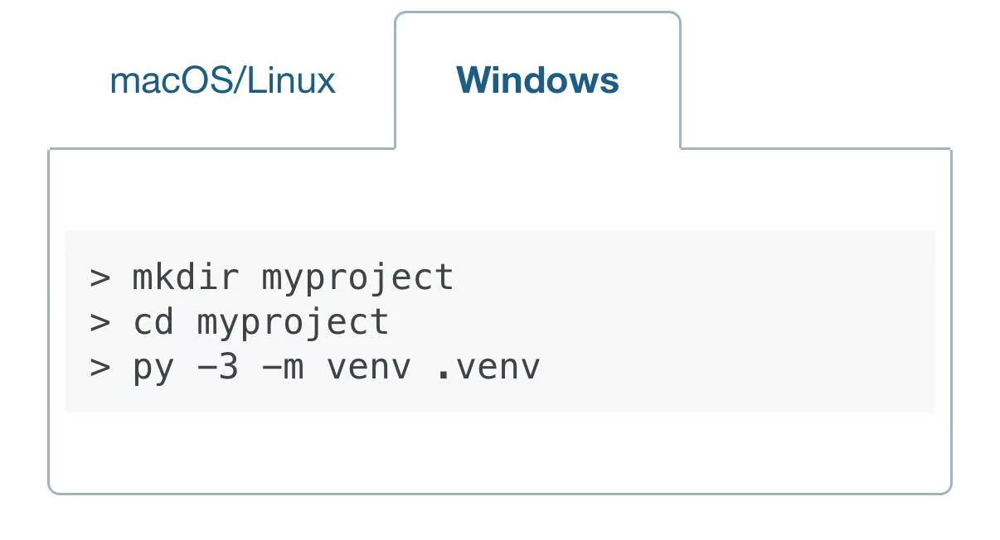 macOS/Linux
Windows
> mkdir myproject
> cd myproject
> py -3 -m venv .venv